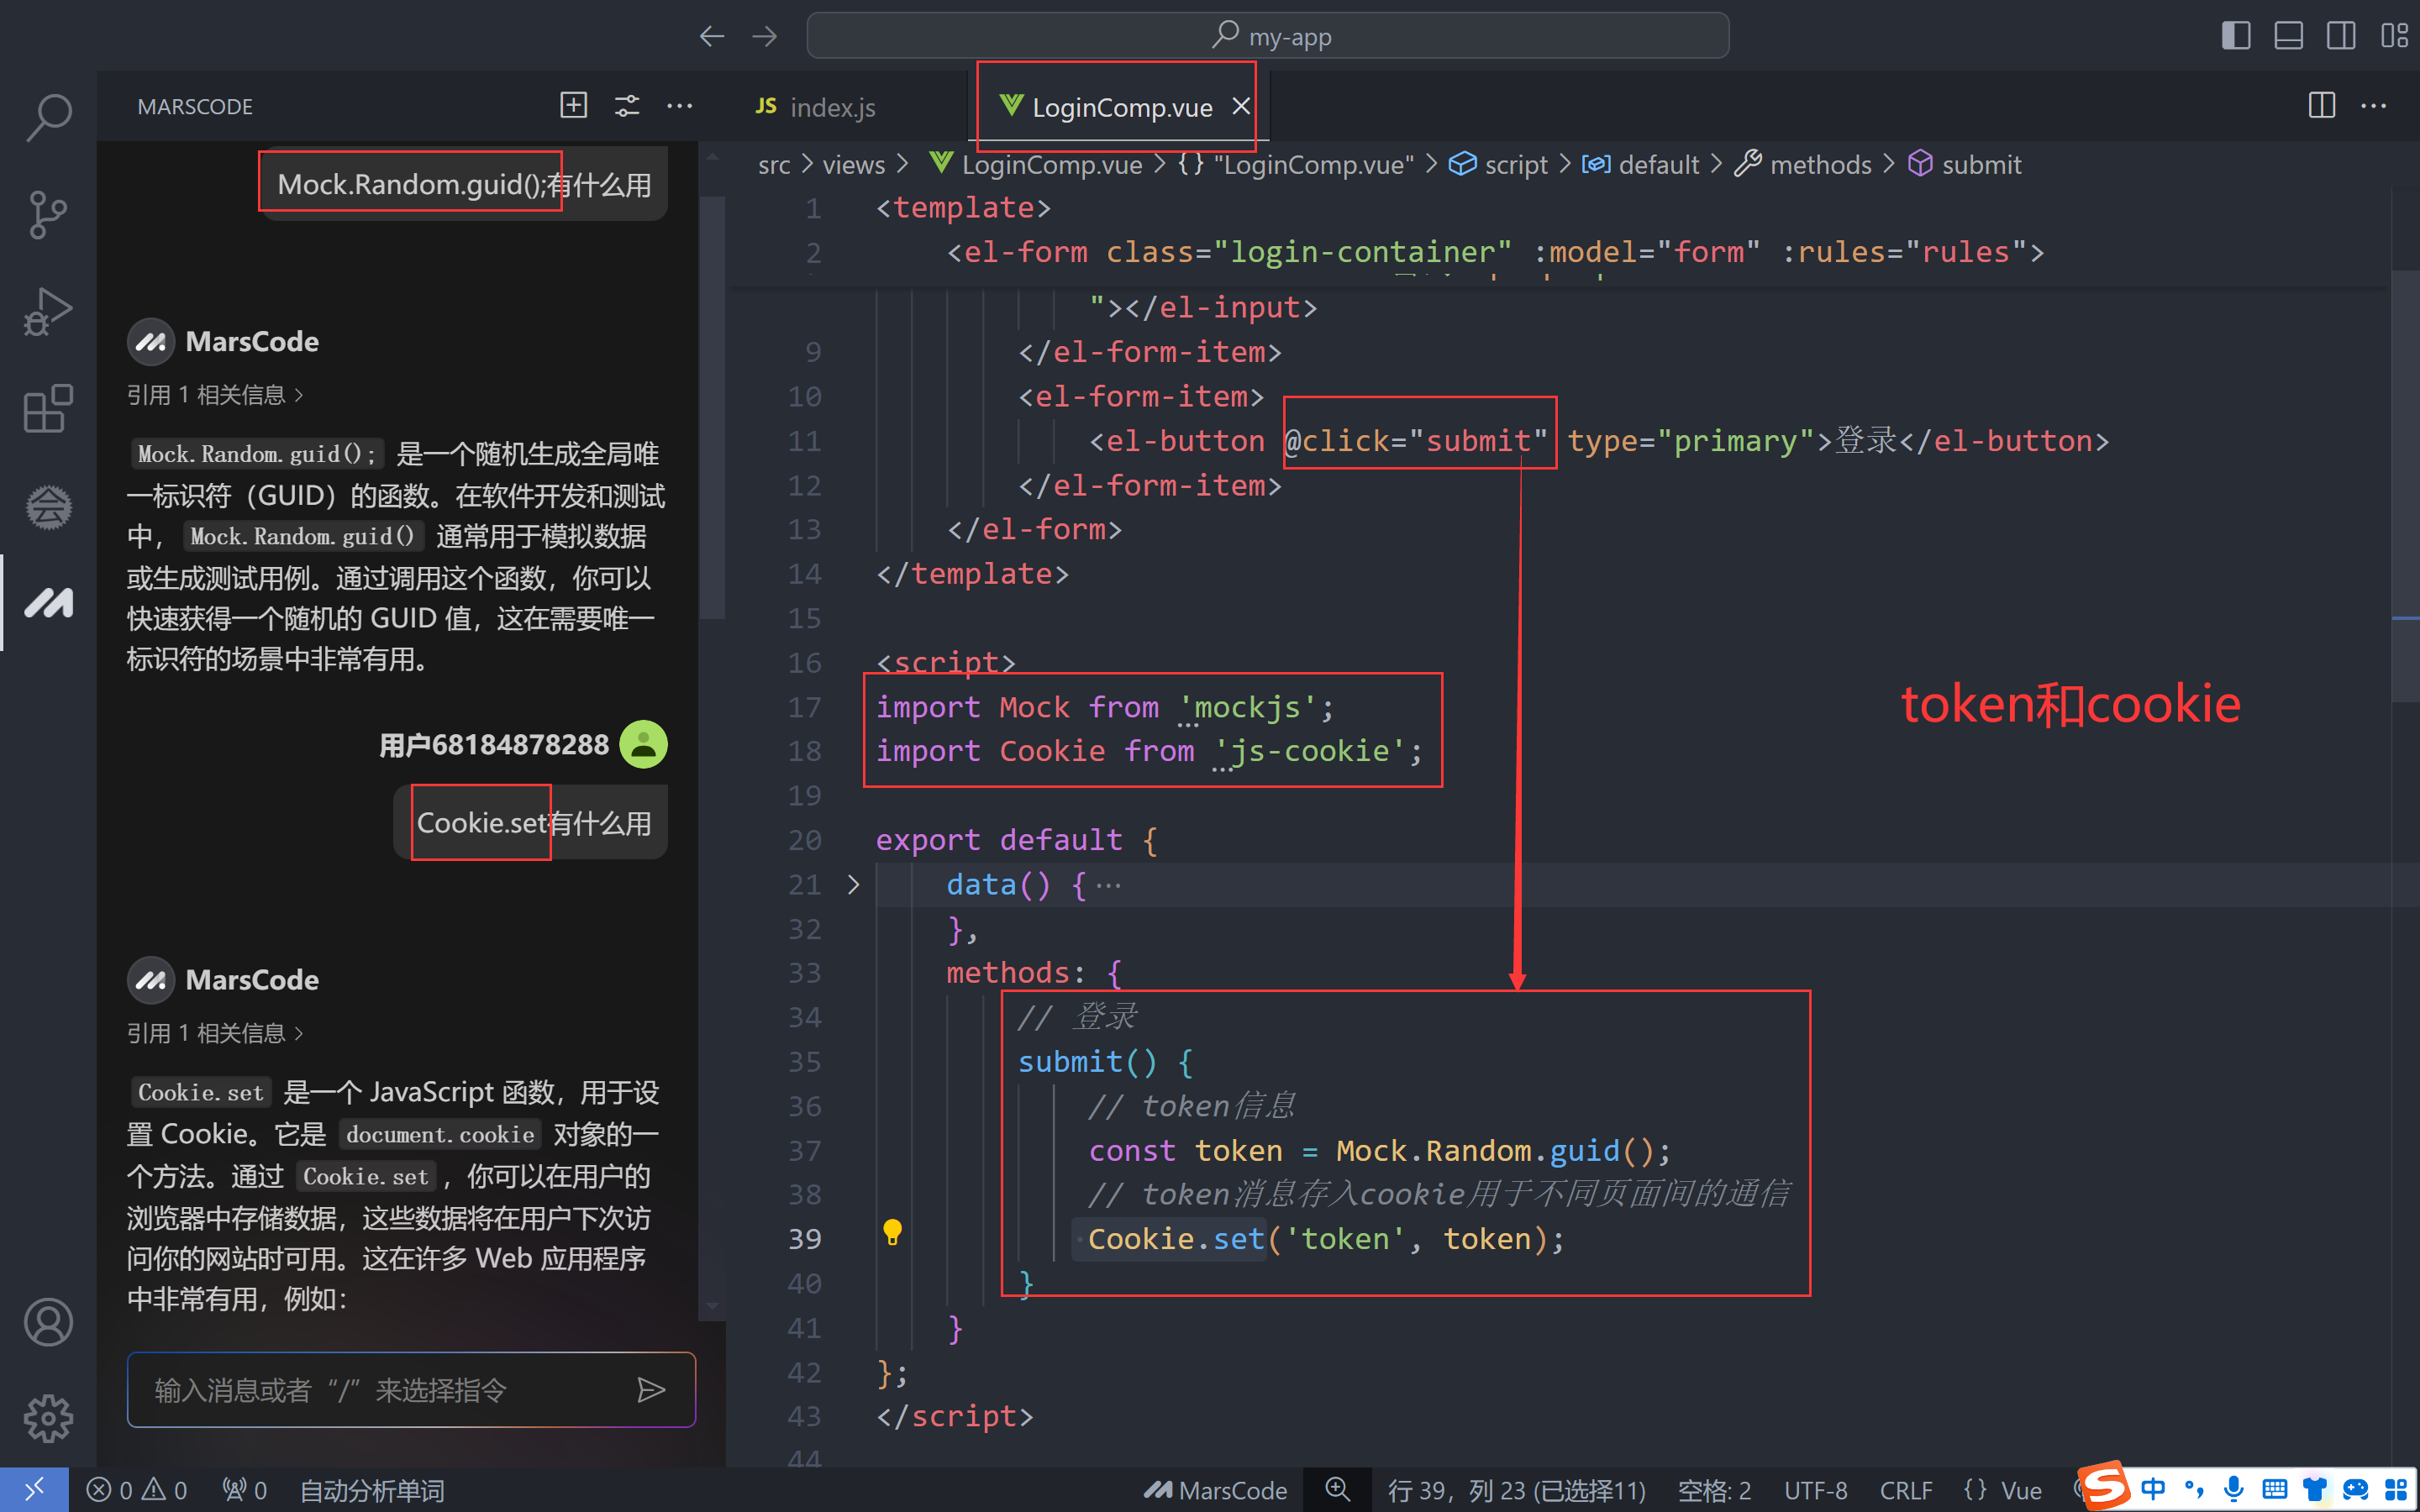 my-app
MARSCODE
Mock.Random.guid();有什么用
MarsCode
引用 1 相关信息 >
Mock.Random.guid(); 是一个随机生成全局唯
一标识符（GUID）的函数。在软件开发和测试
中， Mock.Random.guid() 通常用于模拟数据
或生成测试用例。通过调用这个函数，你可以
快速获得一个随机的 GUID 值，这在需要唯一
标识符的场景中非常有用。
用户68184878288
Cookie.set有什么用
MarsCode
引用 1 相关信息 >
Cookie.set 是一个 JavaScript 函数，用于设
置 Cookie。它是 document.cookie 对象的一
个方法。通过 Cookie.set ，你可以在用户的
浏览器中存储数据，这些数据将在用户下次访
问你的网站时可用。这在许多 Web 应用程序
中非常有用，例如：
输入消息或者“/”来选择指令
JS index.js
LoginComp.vue
src > views > LoginComp.vue > {} "LoginComp.vue" > script > default > methods > submit
1 <template>
2 <el-form class="login-container" :model="form" :rules="rules">
"></el-input>
9 </el-form-item>
10 <el-form-item>
11 <el-button @click="submit" type="primary">登录</el-button>
12 </el-form-item>
13 </el-form>
14 </template>
15
16 <script>
17 import Mock from 'mockjs';
18 import Cookie from 'js-cookie';
19
20 export default {
21 data() {···
32 },
33 methods: {
34 // 登录
35 submit() {
36 // token信息
37 const token = Mock.Random.guid();
38 // token消息存入cookie用于不同页面间的通信
39 Cookie.set('token', token);
40 }
41 }
42 };
43 </script>
44
token和cookie
0 0 0 自动分析单词
MarsCode 行 39，列 23 (已选择11) 空格: 2 UTF-8 CRLF {} Vue
中